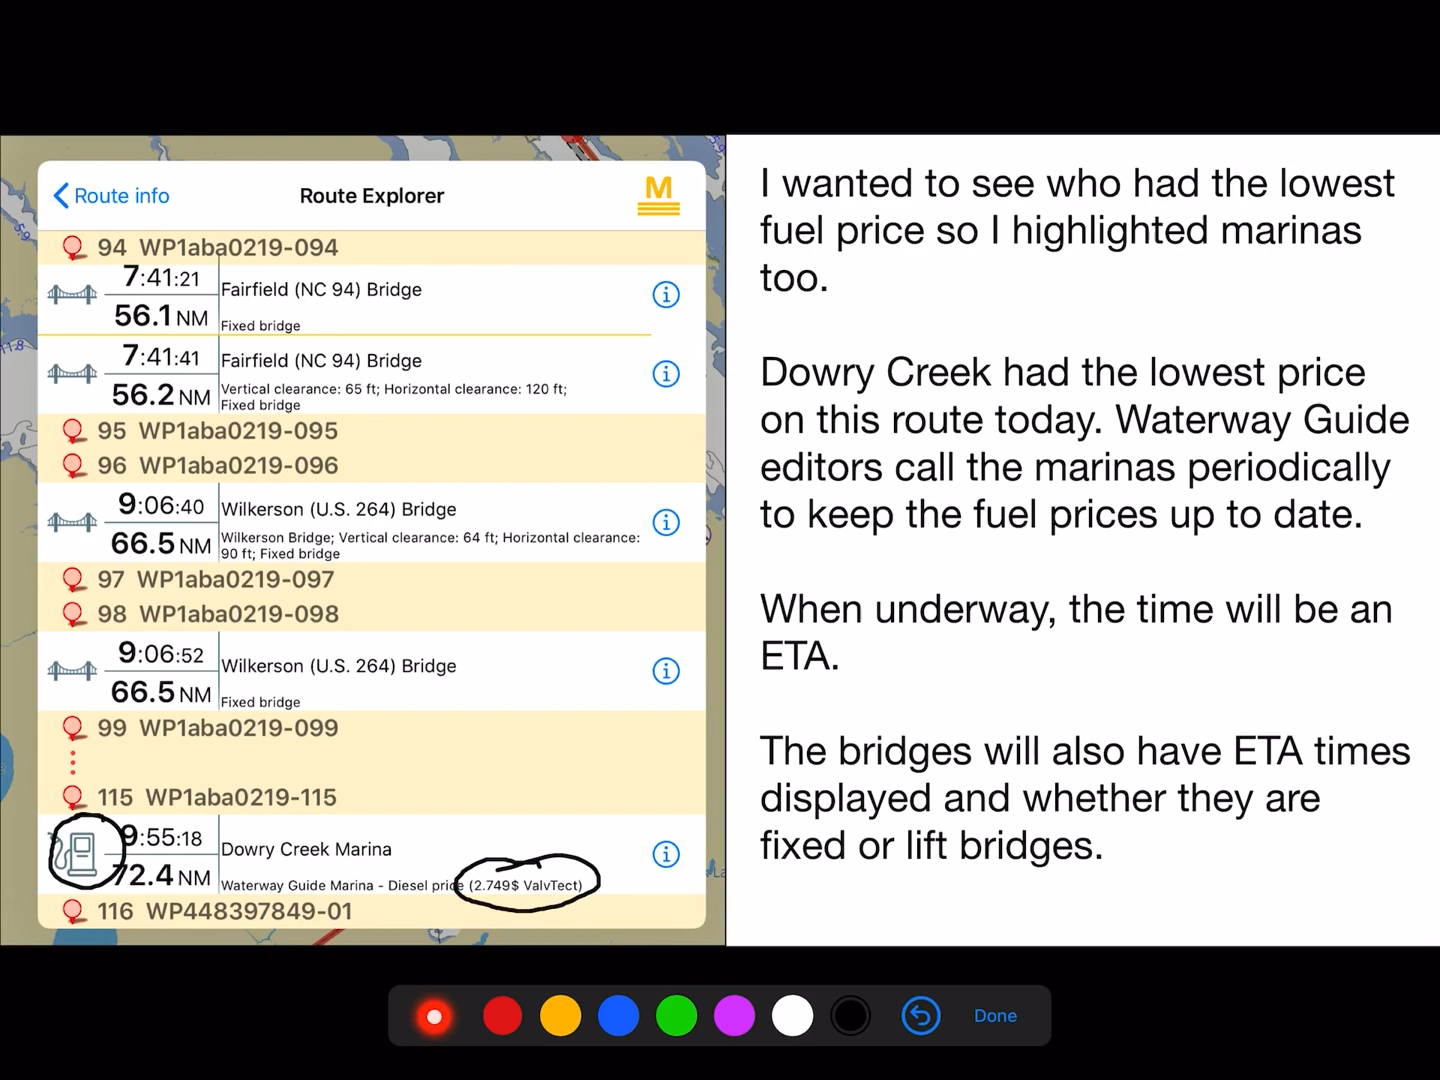 Route info
Route Explorer
M
94 WP1aba0219-094
7:41:21
Fairfield (NC 94) Bridge
56.1 NM
Fixed bridge
7:41:41
Fairfield (NC 94) Bridge
56.2 NM
Vertical clearance: 65 ft; Horizontal clearance: 120 ft;
Fixed bridge
95 WP1aba0219-095
96 WP1aba0219-096
9:06:40
Wilkerson (U.S. 264) Bridge
66.5 NM
Wilkerson Bridge; Vertical clearance: 64 ft; Horizontal clearance:
90 ft; Fixed bridge
97 WP1aba0219-097
98 WP1aba0219-098
9:06:52
Wilkerson (U.S. 264) Bridge
66.5 NM
Fixed bridge
99 WP1aba0219-099
115 WP1aba0219-115
9:55:18
Dowry Creek Marina
72.4 NM
Waterway Guide Marina - Diesel price (2.749$ ValvTect)
116 WP448397849-01
I wanted to see who had the lowest
fuel price so I highlighted marinas
too.
Dowry Creek had the lowest price
on this route today. Waterway Guide
editors call the marinas periodically
to keep the fuel prices up to date.
When underway, the time will be an
ETA.
The bridges will also have ETA times
displayed and whether they are
fixed or lift bridges.
Done